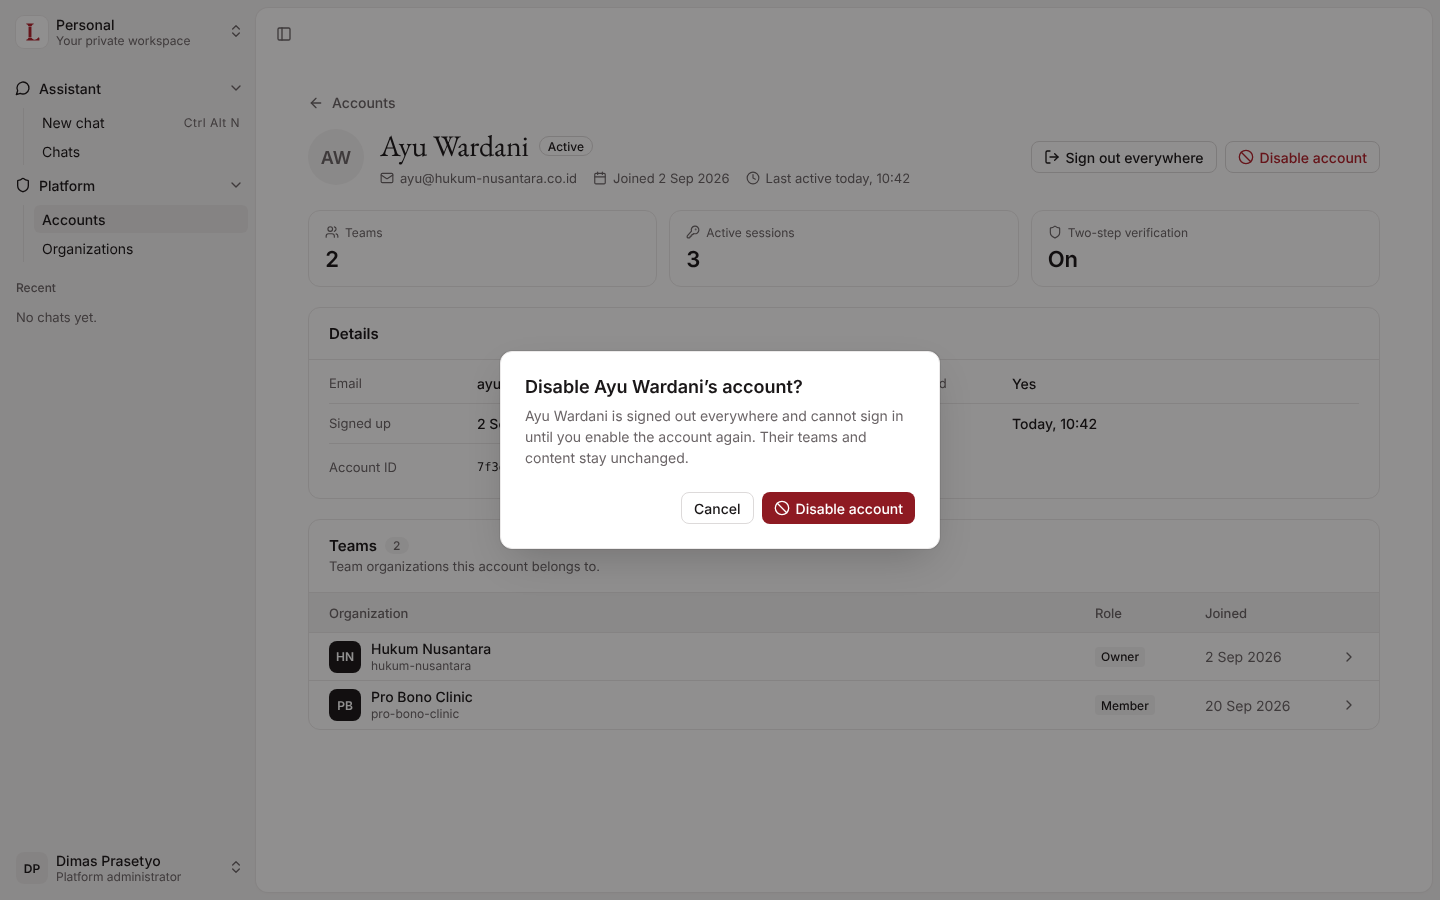 L
Personal
Your private workspace
Assistant
New chat
Ctrl Alt N
Chats
Platform
Accounts
Organizations
Recent
No chats yet.
DP
Dimas Prasetyo
Platform administrator
Accounts
AW
Ayu Wardani
Active
ayu@hukum-nusantara.co.id
Joined 2 Sep 2026
Last active today, 10:42
Sign out everywhere
Disable account
Teams
2
Active sessions
3
Two-step verification
On
Details
Email
Yes
Signed up
Today, 10:42
Account ID
Disable Ayu Wardani’s account?
Ayu Wardani is signed out everywhere and cannot sign in
until you enable the account again. Their teams and
content stay unchanged.
Cancel
Disable account
Teams 2
Team organizations this account belongs to.
Organization
Role
Joined
HN
Hukum Nusantara
hukum-nusantara
Owner
2 Sep 2026
PB
Pro Bono Clinic
pro-bono-clinic
Member
20 Sep 2026